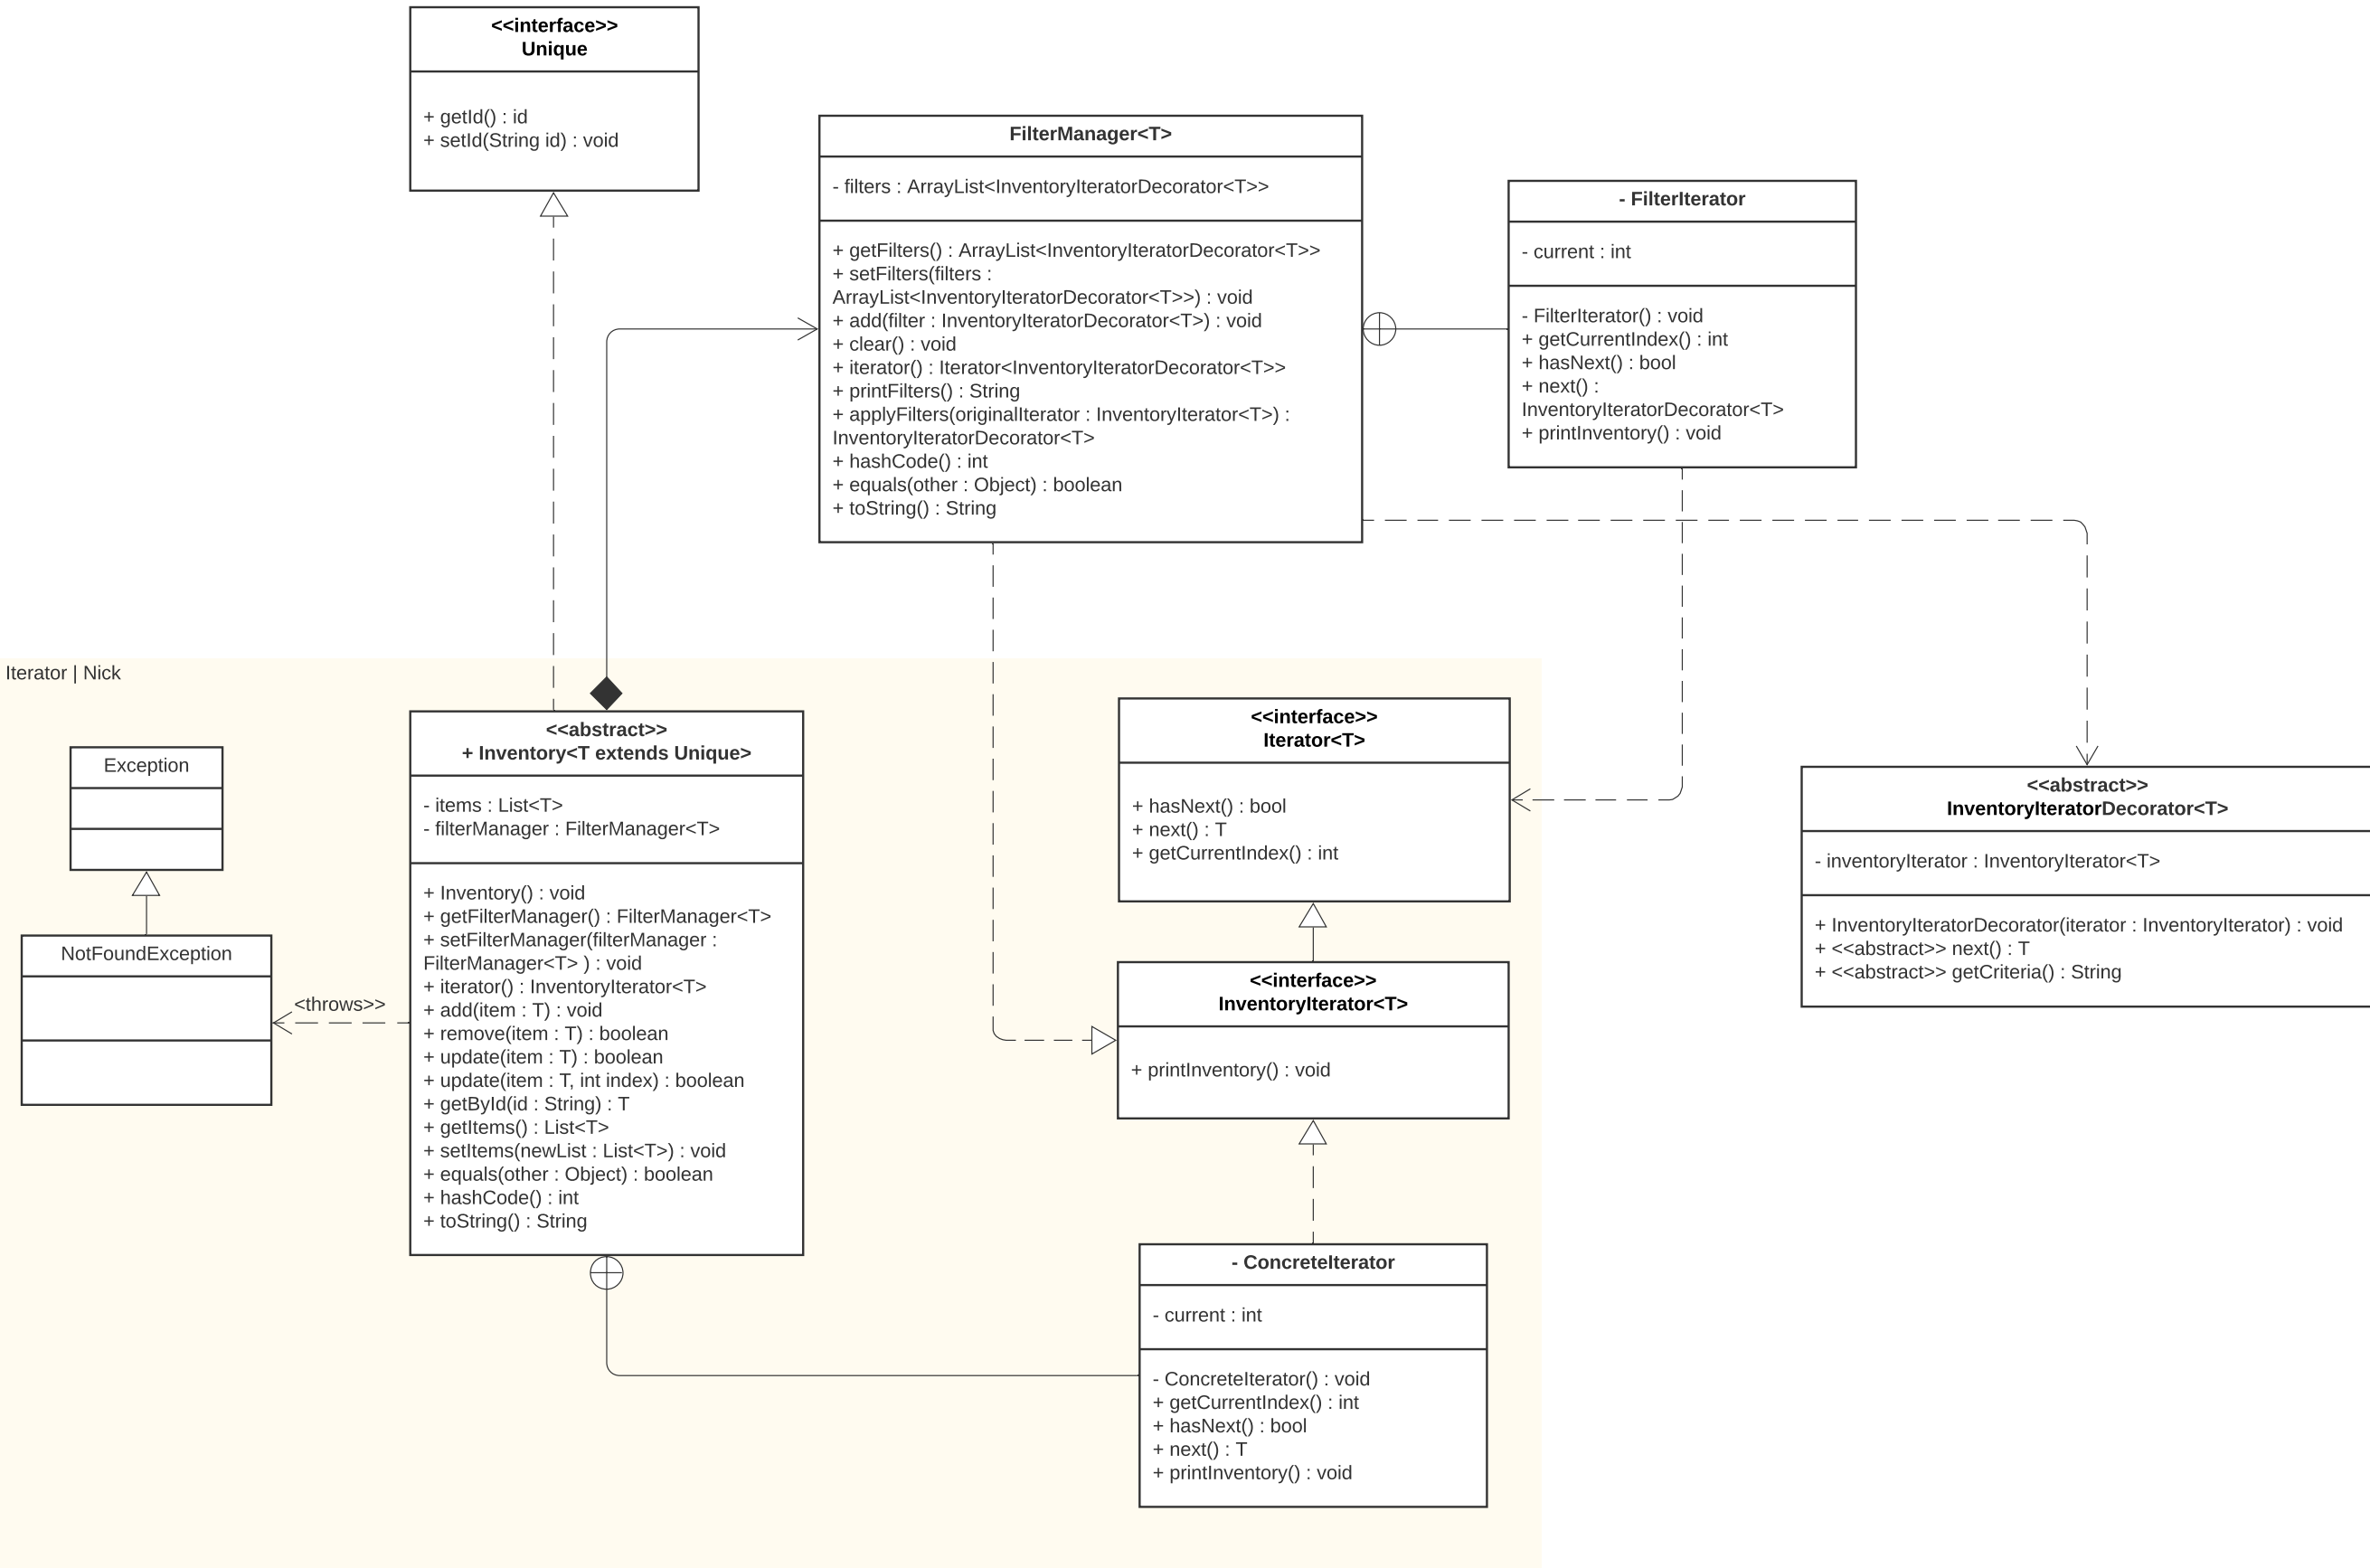 <<interface>>
Unique
+ getId() : id
+ setId(String id) : void
FilterManager<T>
- filters : ArrayList<InventoryIteratorDecorator<T>>
+ getFilters() : ArrayList<InventoryIteratorDecorator<T>>
+ setFilters(filters :
ArrayList<InventoryIteratorDecorator<T>>) : void
+ add(filter : InventoryIteratorDecorator<T>) : void
+ clear() : void
+ iterator() : Iterator<InventoryIteratorDecorator<T>>
+ printFilters() : String
+ applyFilters(originalIterator : InventoryIterator<T>) :
InventoryIteratorDecorator<T>
+ hashCode() : int
+ equals(other : Object) : boolean
+ toString() : String
- FilterIterator
- current : int
- FilterIterator() : void
+ getCurrentIndex() : int
+ hasNext() : bool
+ next() :
InventoryIteratorDecorator<T>
+ printInventory() : void
Iterator | Nick
Exception
NotFoundException
<throws>>
<<abstract>>
+ Inventory<T extends Unique>
- items : List<T>
- filterManager : FilterManager<T>
+ Inventory() : void
+ getFilterManager() : FilterManager<T>
+ setFilterManager(filterManager :
FilterManager<T> ) : void
+ iterator() : InventoryIterator<T>
+ add(item : T) : void
+ remove(item : T) : boolean
+ update(item : T) : boolean
+ update(item : T, int index) : boolean
+ getById(id : String) : T
+ getItems() : List<T>
+ setItems(newList : List<T>) : void
+ equals(other : Object) : boolean
+ hashCode() : int
+ toString() : String
<<interface>>
Iterator<T>
+ hasNext() : bool
+ next() : T
+ getCurrentIndex() : int
<<interface>>
InventoryIterator<T>
+ printInventory() : void
- ConcreteIterator
- current : int
- ConcreteIterator() : void
+ getCurrentIndex() : int
+ hasNext() : bool
+ next() : T
+ printInventory() : void
<<abstract>>
InventoryIteratorDecorator<T>
- inventoryIterator : InventoryIterator<T>
+ InventoryIteratorDecorator(iterator : InventoryIterator) : void
+ <<abstract>> next() : T
+ <<abstract>> getCriteria() : String